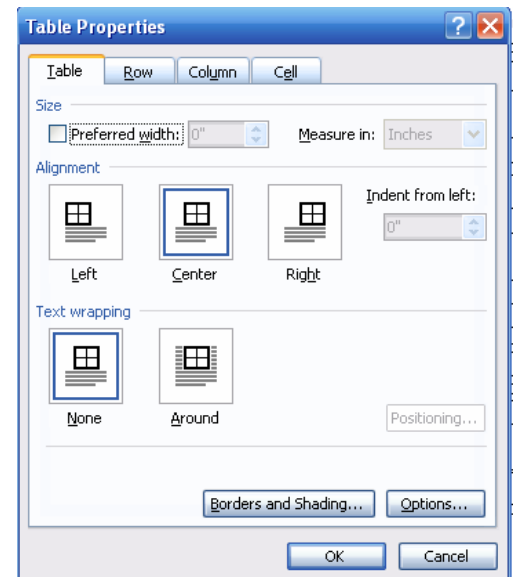 Table Properties
Table Row Column Cell
Size
Preferred width: 0" Measure in: Inches
Alignment
Indent from left:
0"
Left Center Right
Text wrapping
None Around Positioning...
Borders and Shading... Options...
OK Cancel